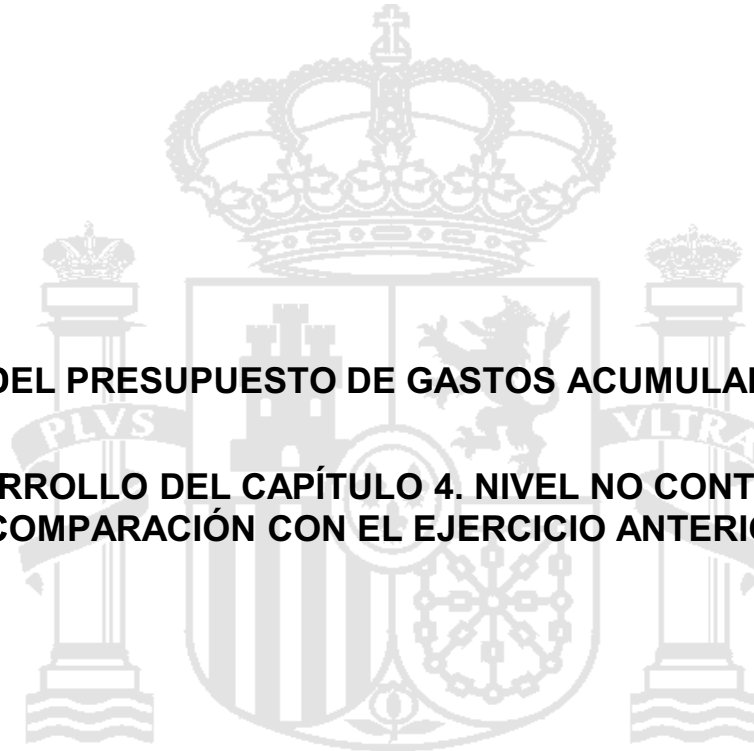 DEL PRESUPUESTO DE GASTOS ACUMULA
PLVS VLTRA
RROLLO DEL CAPÍTULO 4. NIVEL NO CONT
COMPARACIÓN CON EL EJERCICIO ANTERI